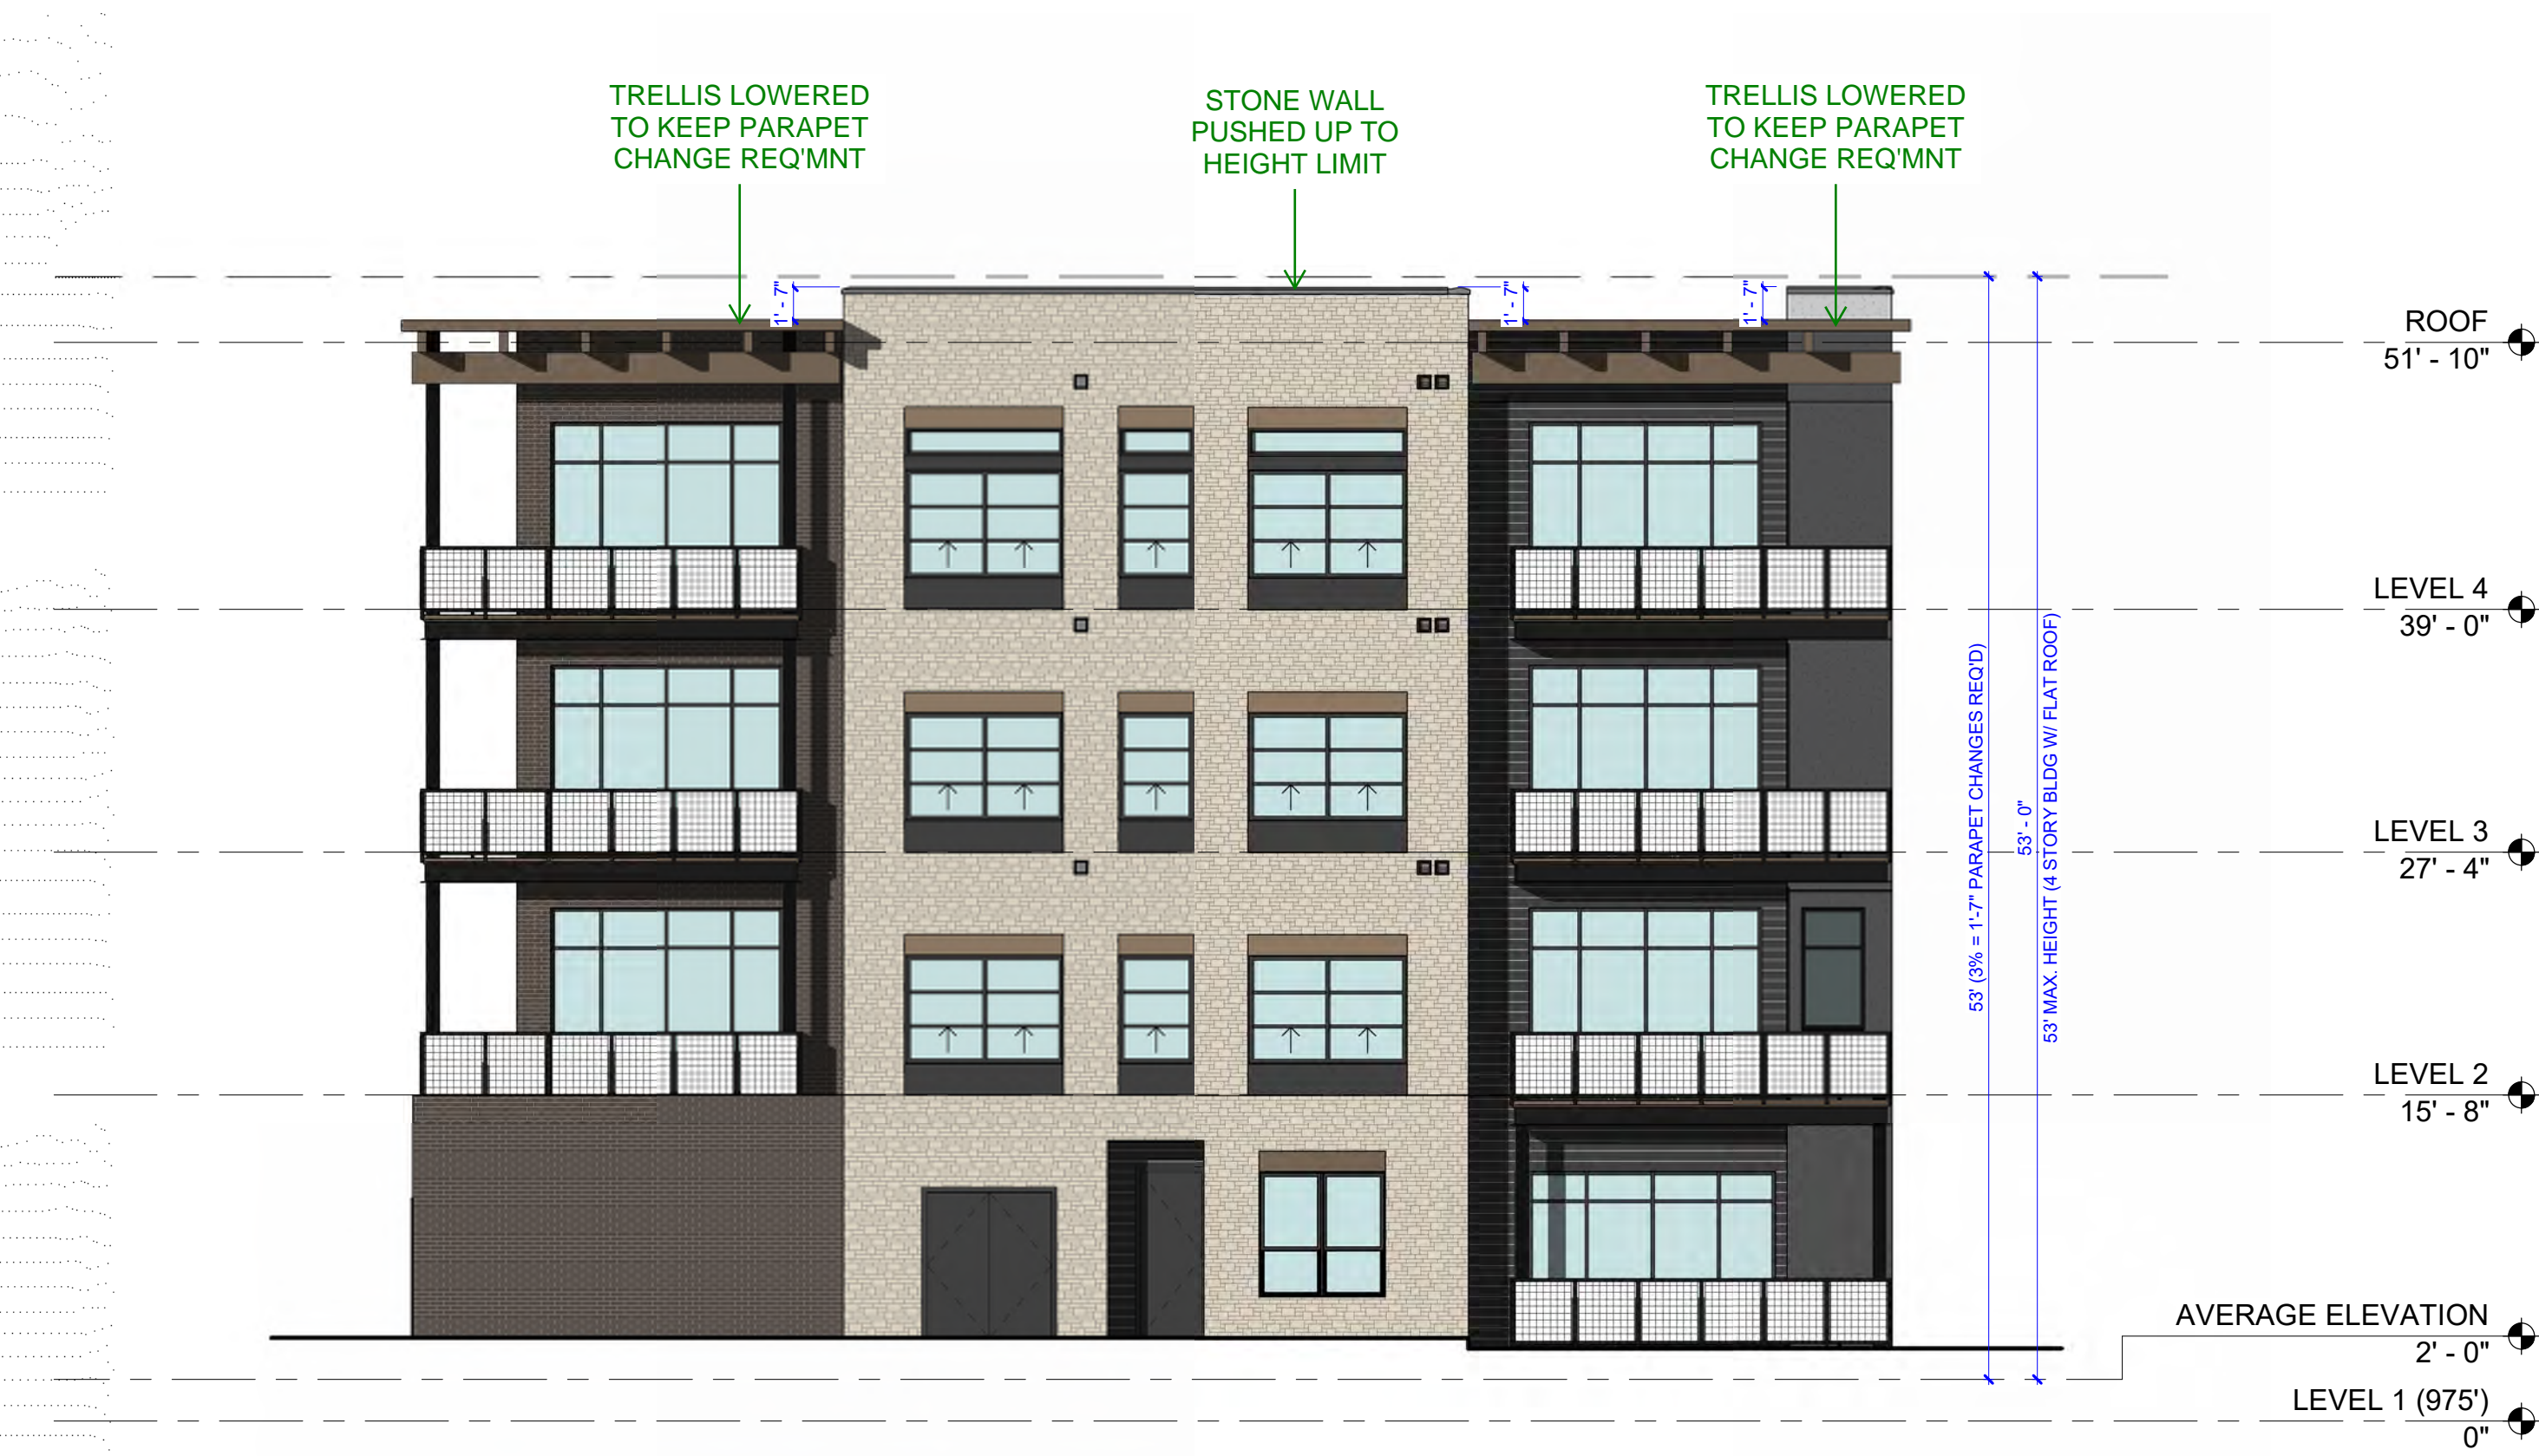 TRELLIS LOWERED
TO KEEP PARAPET
CHANGE REQ'MNT
STONE WALL
PUSHED UP TO
HEIGHT LIMIT
TRELLIS LOWERED
TO KEEP PARAPET
CHANGE REQ'MNT
1' - 7"
1' - 7"
1' - 7"
ROOF
51' - 10"
LEVEL 4
39' - 0"
53' (3% = 1'-7" PARAPET CHANGES REQ'D)
53' - 0"
53' MAX. HEIGHT (4 STORY BLDG W/ FLAT ROOF)
LEVEL 3
27' - 4"
LEVEL 2
15' - 8"
AVERAGE ELEVATION
2' - 0"
LEVEL 1 (975')
0"